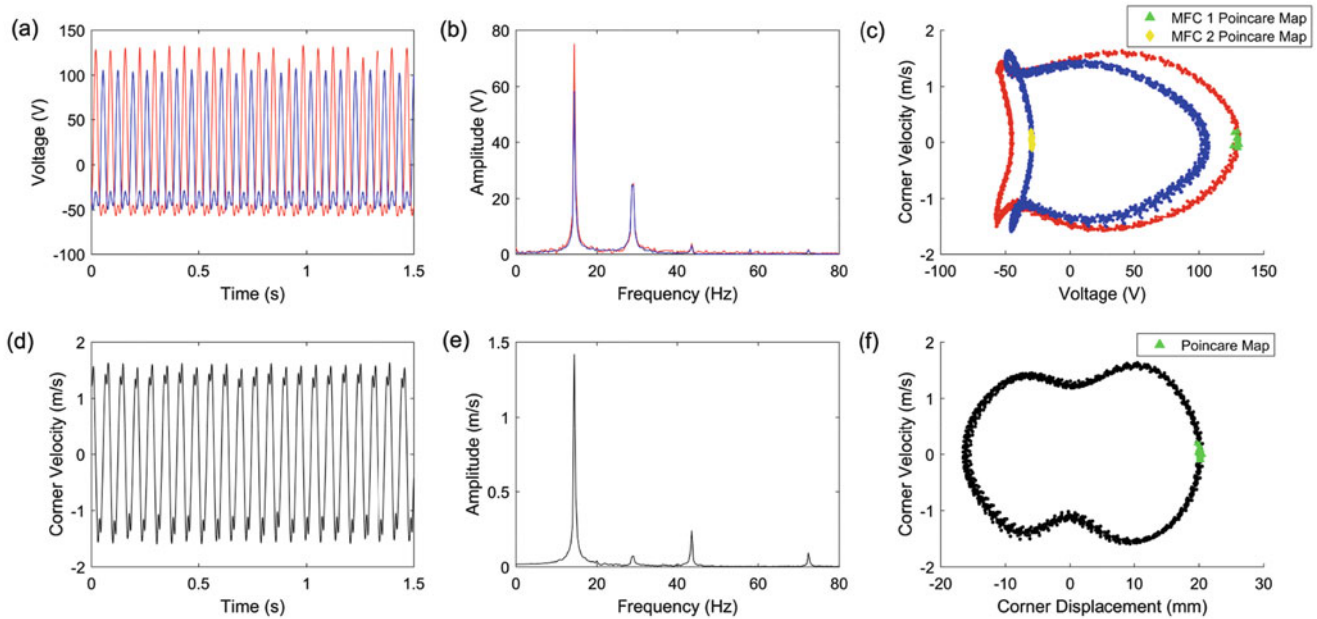 (a)
150
100
50
0
-50
-100
Voltage (V)
0
0.5
1
1.5
Time (s)
(b)
80
60
40
20
0
Amplitude (V)
0
20
40
60
80
Frequency (Hz)
(c)
MFC 1 Poincare Map
MFC 2 Poincare Map
2
1
0
-1
-2
Corner Velocity (m/s)
-100
-50
0
50
100
150
Voltage (V)
(d)
2
1
0
-1
-2
Corner Velocity (m/s)
0
0.5
1
1.5
Time (s)
(e)
1.5
1
0.5
0
Amplitude (m/s)
0
20
40
60
80
Frequency (Hz)
(f)
Poincare Map
2
1
0
-1
-2
Corner Velocity (m/s)
-20
-10
0
10
20
30
Corner Displacement (mm)